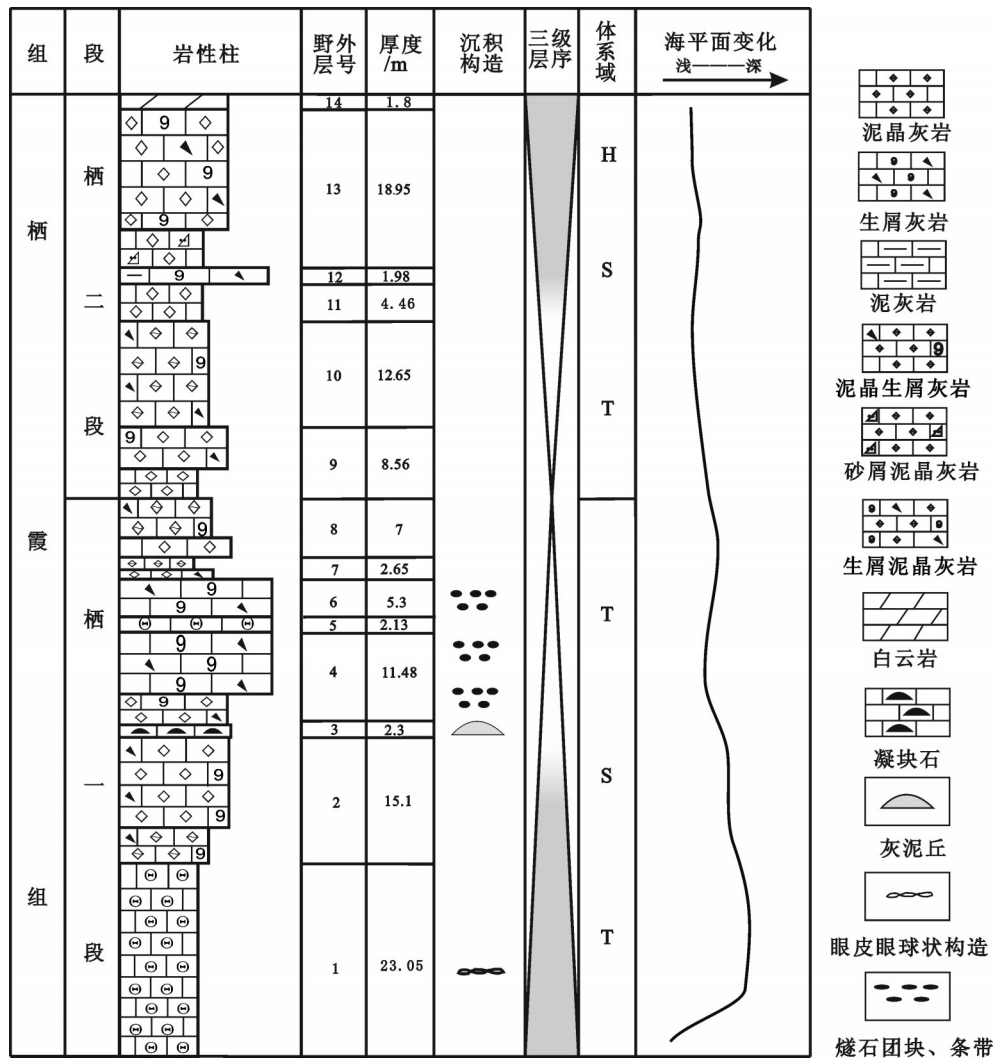 组
段
岩性柱
野外
层号
厚度
/m
沉积
构造
三级
层序
体
系
域
海平面变化
浅——深
栖
霞
组
栖
二
段
栖
一
段
14 1.8
13 18.95
12 1.98
11 4.46
10 12.65
9 8.56
8 7
7 2.65
6 5.3
5 2.13
4 11.48
3 2.3
2 15.1
1 23.05
H
S
T
T
S
T
泥晶灰岩
生屑灰岩
泥灰岩
泥晶生屑灰岩
砂屑泥晶灰岩
生屑泥晶灰岩
白云岩
凝块石
灰泥丘
眼皮眼球状构造
燧石团块、条带